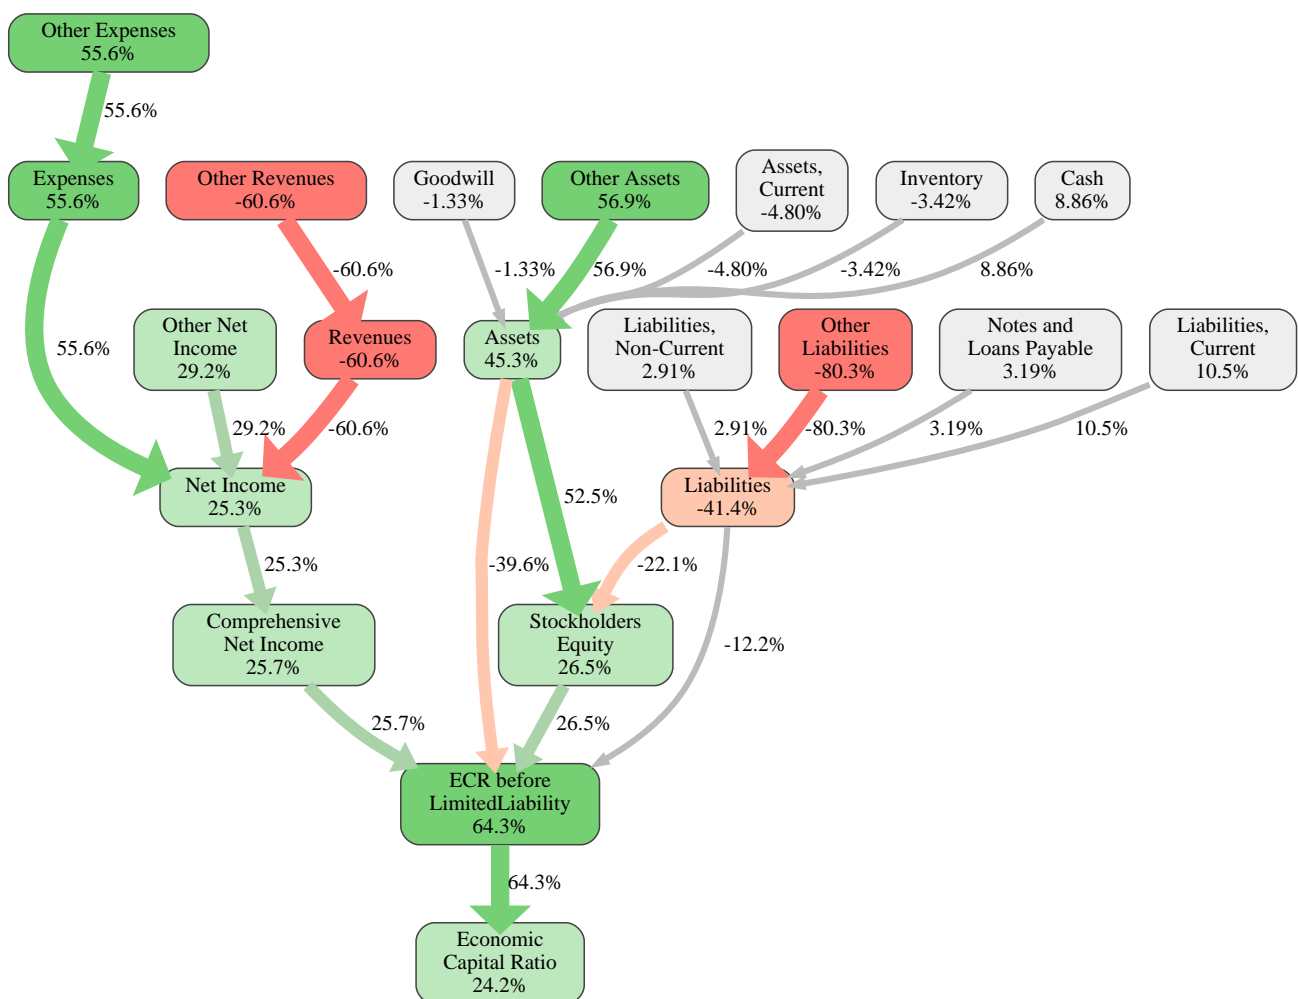 Other Expenses
55.6%
55.6%
Expenses
55.6%
Other Revenues
-60.6%
Goodwill
-1.33%
Other Assets
56.9%
Assets,
Current
-4.80%
Inventory
-3.42%
Cash
8.86%
-60.6%
-1.33%
56.9%
-4.80%
-3.42%
8.86%
55.6%
Other Net
Income
29.2%
Revenues
-60.6%
Assets
45.3%
Liabilities,
Non-Current
2.91%
Other
Liabilities
-80.3%
Notes and
Loans Payable
3.19%
Liabilities,
Current
10.5%
29.2%
-60.6%
2.91%
-80.3%
3.19%
10.5%
Net Income
25.3%
52.5%
Liabilities
-41.4%
25.3%
-39.6%
-22.1%
Comprehensive
Net Income
25.7%
Stockholders
Equity
26.5%
-12.2%
25.7%
26.5%
ECR before
LimitedLiability
64.3%
64.3%
Economic
Capital Ratio
24.2%